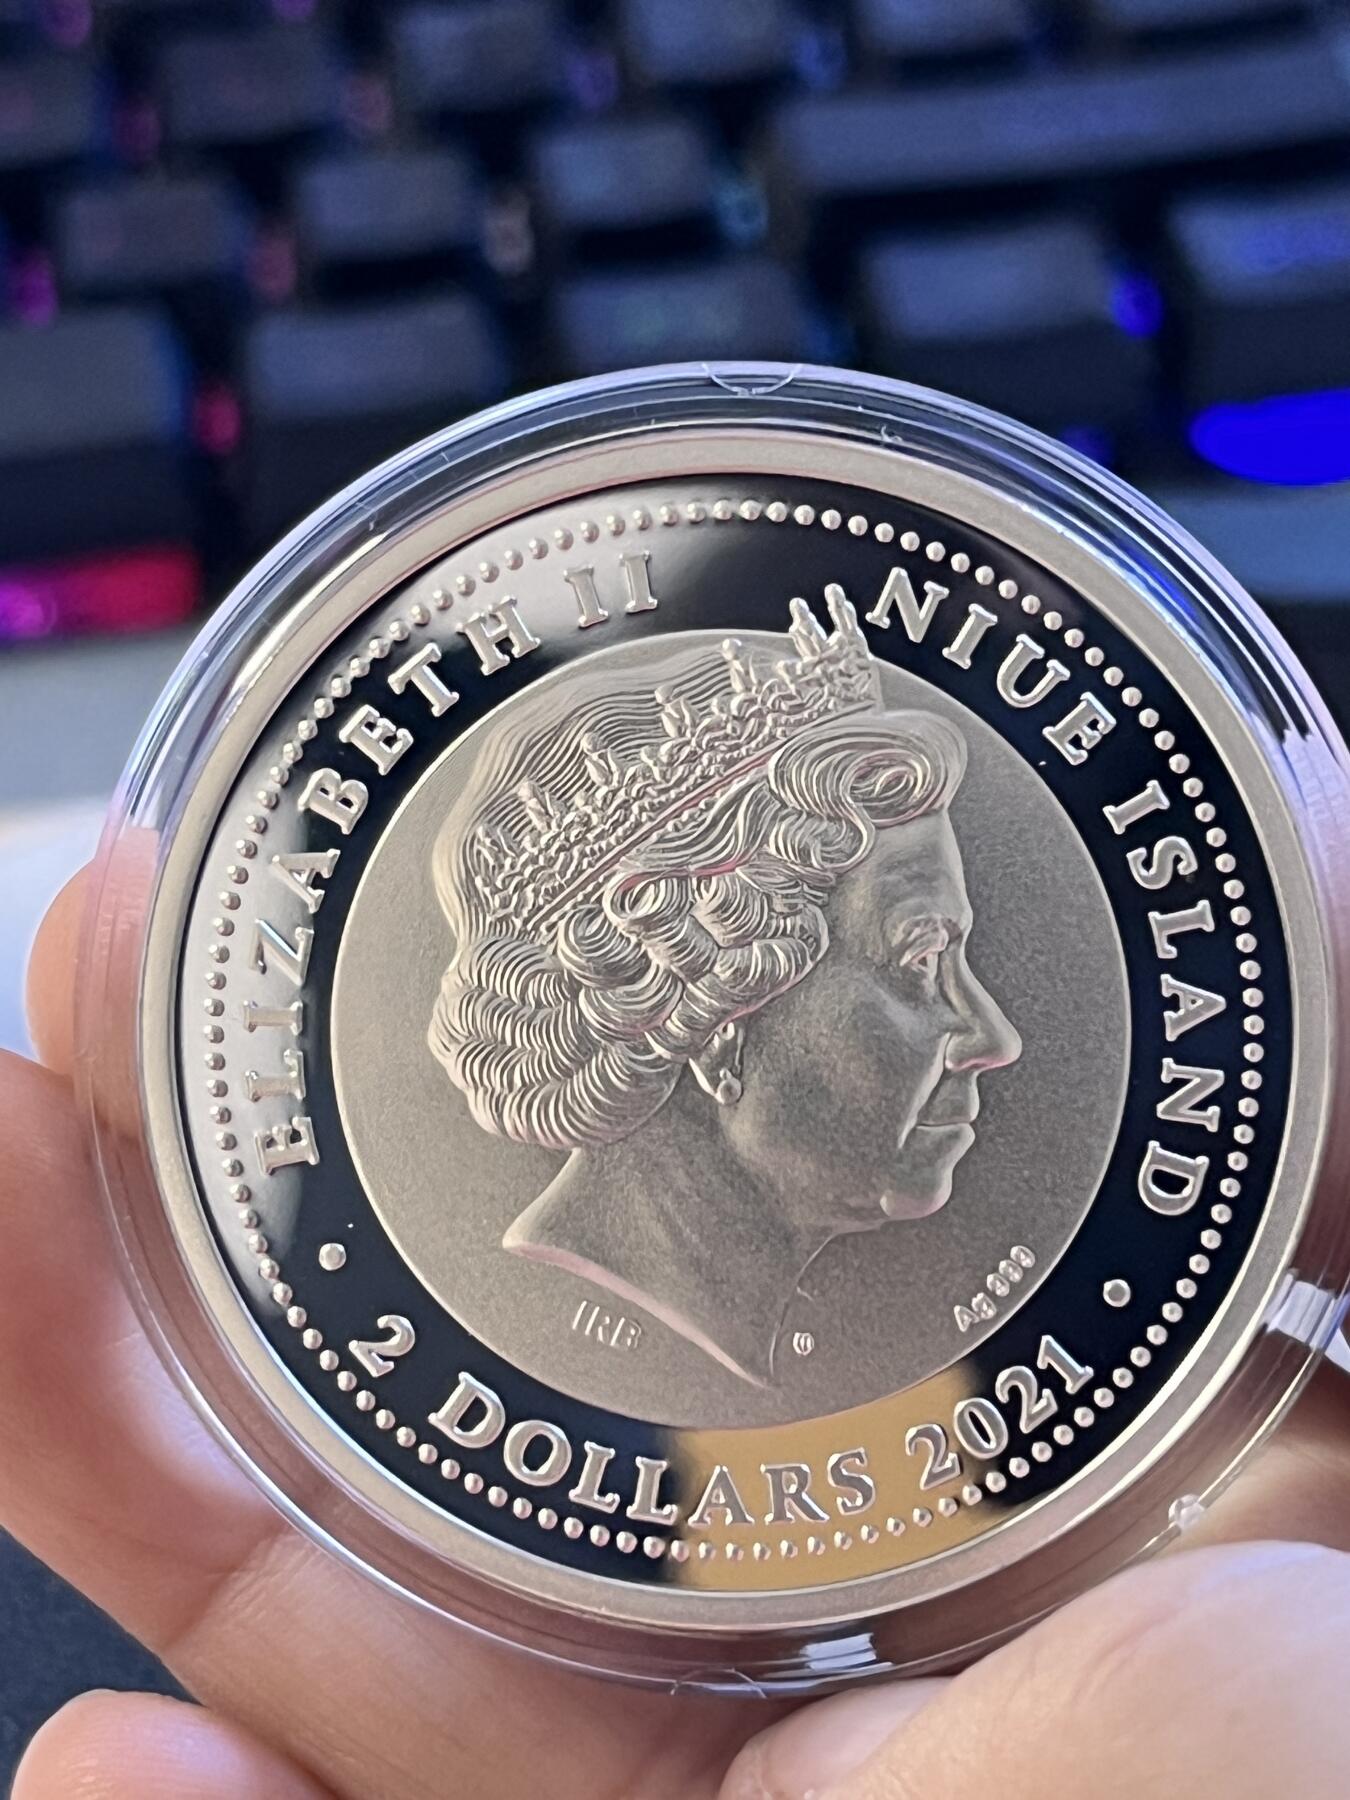 ELIZABETH II NIUE ISLAND
IRB
Ag 999
• 2 DOLLARS 2021 •